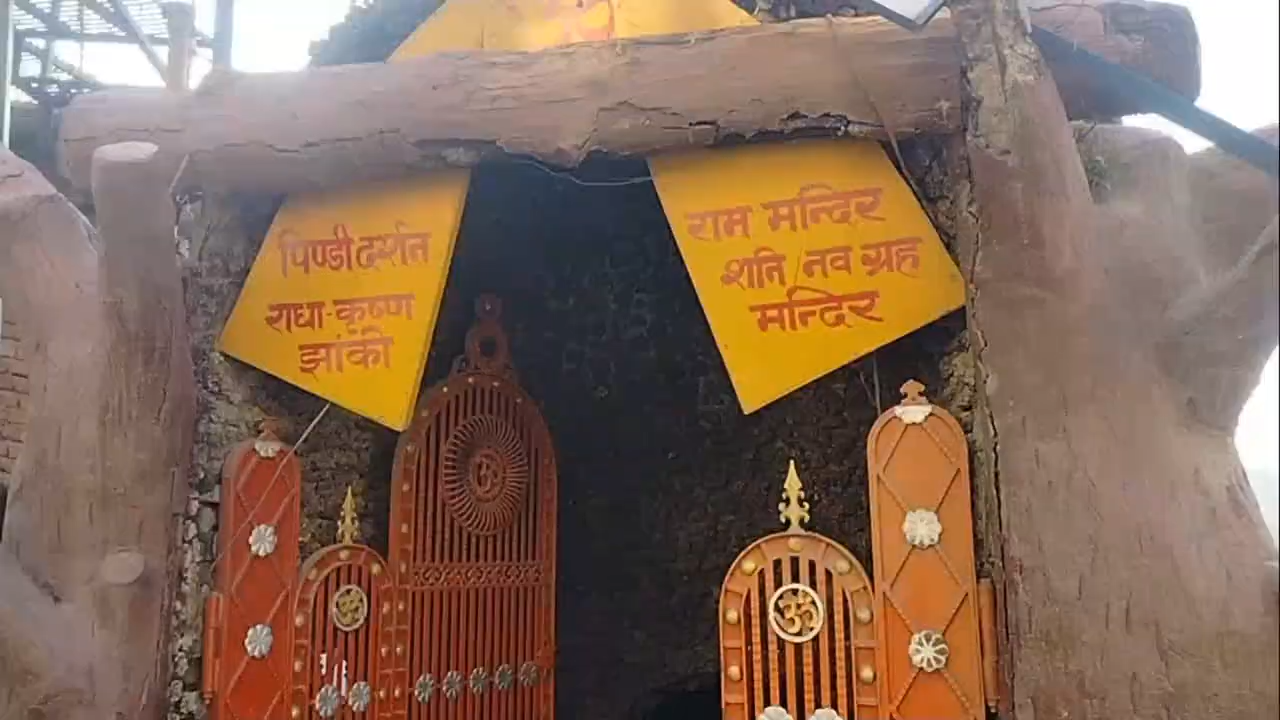 पिण्डी दर्शन
राधा-कृष्ण
झांकी
राम मन्दिर
शनि नव ग्रह
मन्दिर
ॐ
ॐ
ॐ